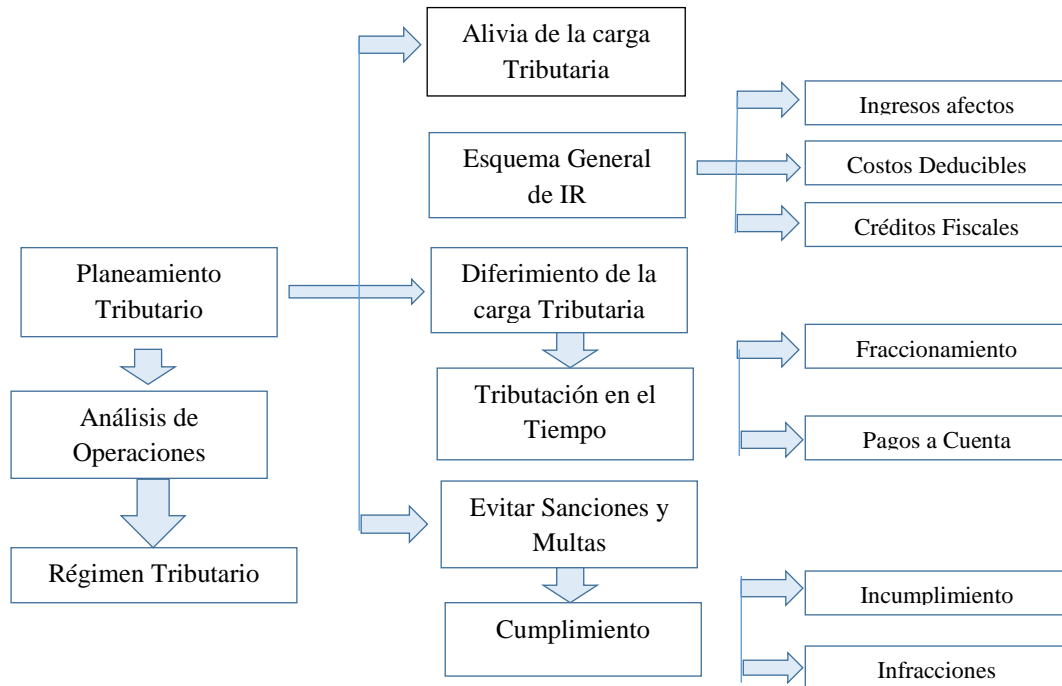 Alivia de la carga
Tributaria
Ingresos afectos
Esquema General
de IR
Costos Deducibles
Créditos Fiscales
Planeamiento
Tributario
Diferimiento de la
carga Tributaria
Fraccionamiento
Análisis de
Operaciones
Tributación en el
Tiempo
Pagos a Cuenta
Evitar Sanciones y
Multas
Régimen Tributario
Incumplimiento
Cumplimiento
Infracciones